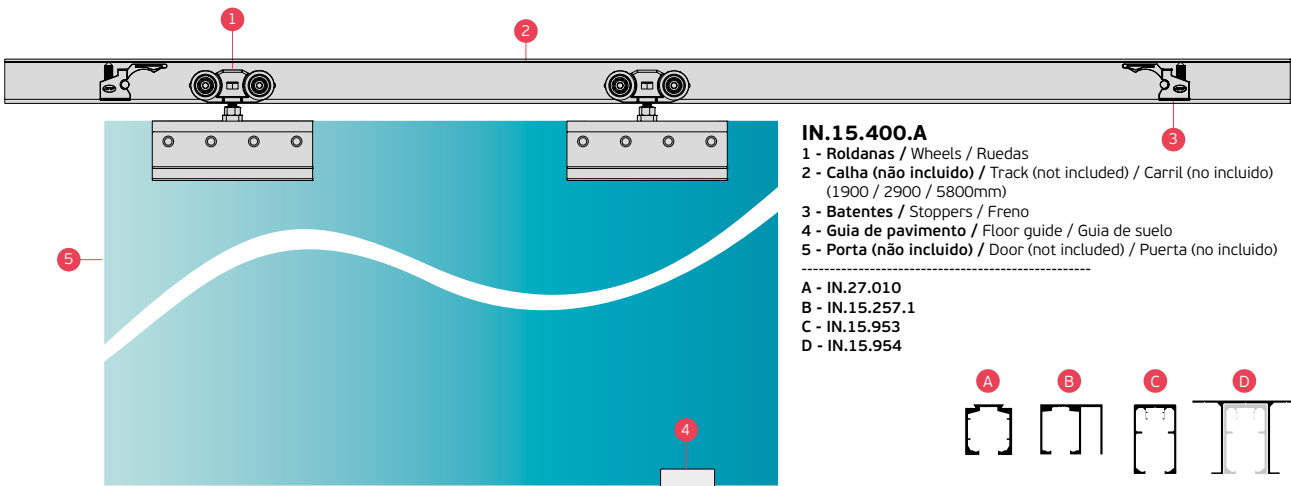 1
2
3
IN.15.400.A
1 - Roldanas / Wheels / Ruedas
2 - Calha (não incluido) / Track (not included) / Carril (no incluido)
(1900 / 2900 / 5800mm)
3 - Batentes / Stoppers / Freno
4 - Guia de pavimento / Floor guide / Guia de suelo
5 - Porta (não incluido) / Door (not included) / Puerta (no incluido)
----------------------------------------------------
A - IN.27.010
B - IN.15.257.1
C - IN.15.953
D - IN.15.954
5
A B C D
4